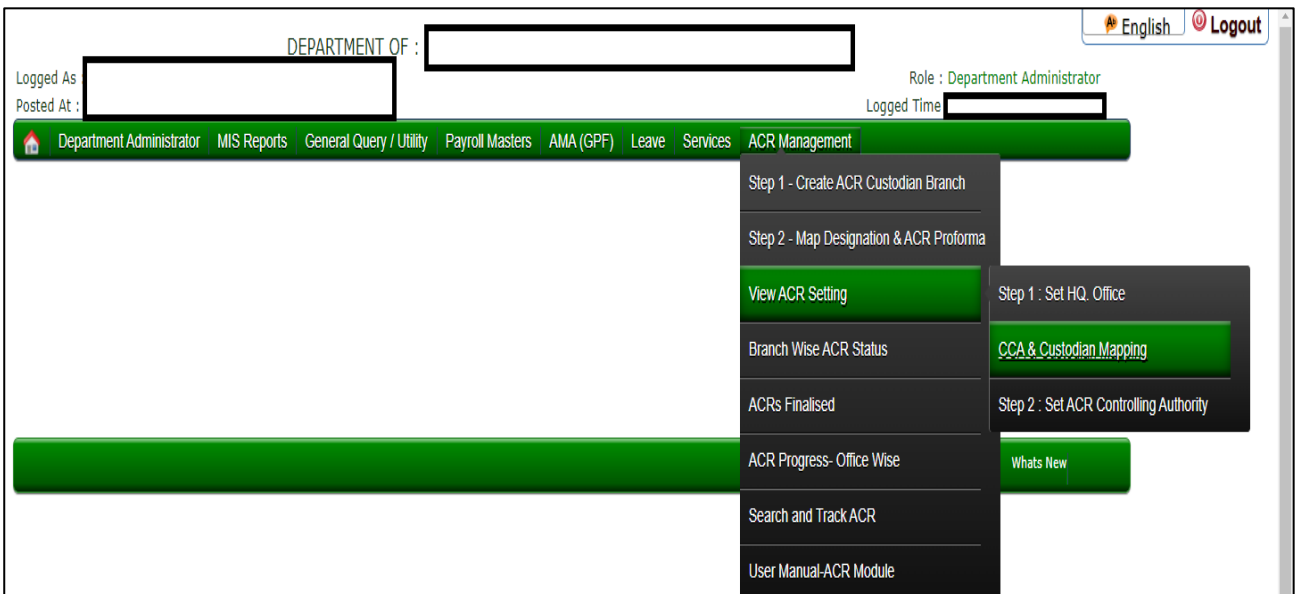 English Logout
DEPARTMENT OF :
Logged As :
Role : Department Administrator
Posted At :
Logged Time
Department Administrator MIS Reports General Query / Utility Payroll Masters AMA (GPF) Leave Services ACR Management
Step 1 - Create ACR Custodian Branch
Step 2 - Map Designation & ACR Proforma
View ACR Setting
Step 1 : Set HQ. Office
Branch Wise ACR Status
CCA & Custodian Mapping
ACRs Finalised
Step 2 : Set ACR Controlling Authority
ACR Progress- Office Wise
Whats New
Search and Track ACR
User Manual-ACR Module